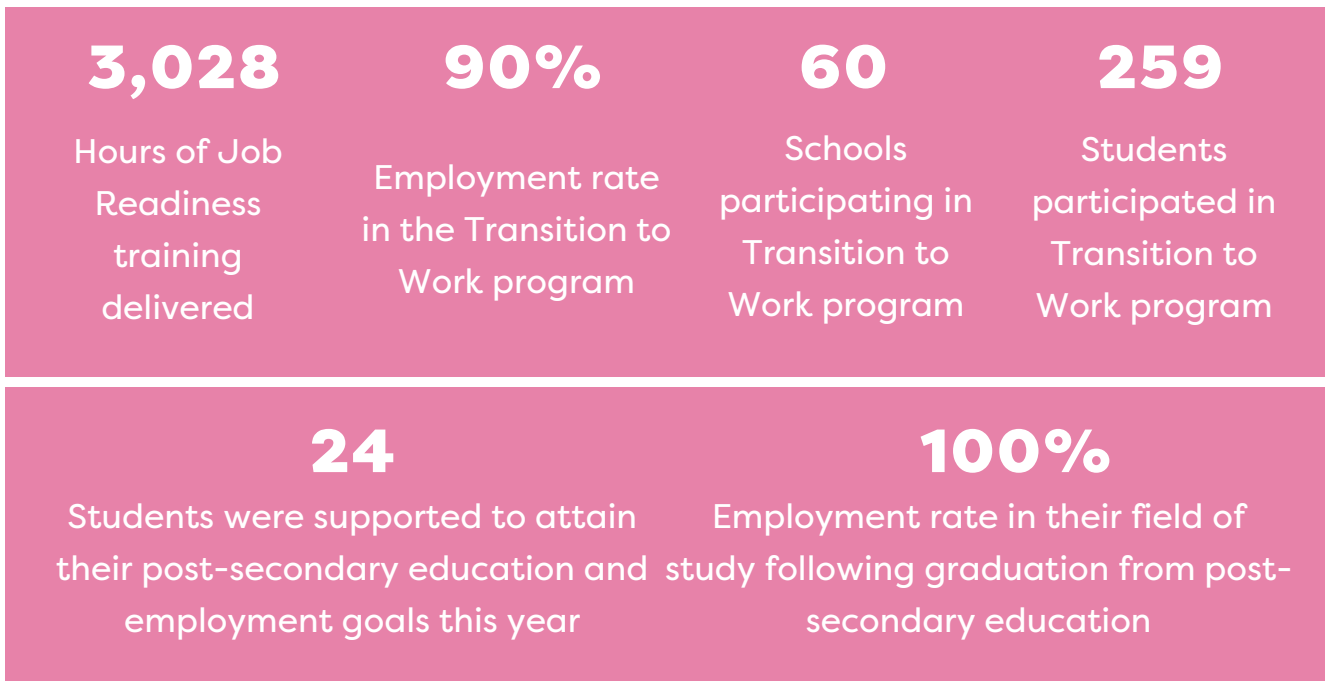 3,028
Hours of Job
Readiness
training
delivered
90%
Employment rate
in the Transition to
Work program
60
Schools
participating in
Transition to
Work program
259
Students
participated in
Transition to
Work program
24
Students were supported to attain
their post-secondary education and
employment goals this year
100%
Employment rate in their field of
study following graduation from post-
secondary education